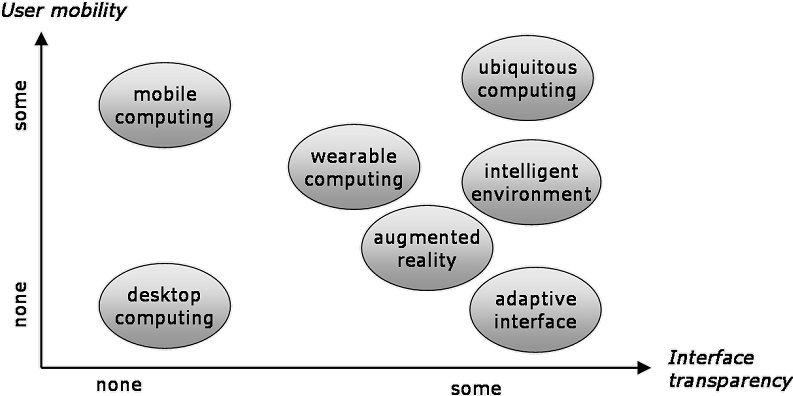 User mobility
some
none
mobile
computing
ubiquitous
computing
wearable
computing
intelligent
environment
augmented
reality
desktop
computing
adaptive
interface
none
some
Interface
transparency